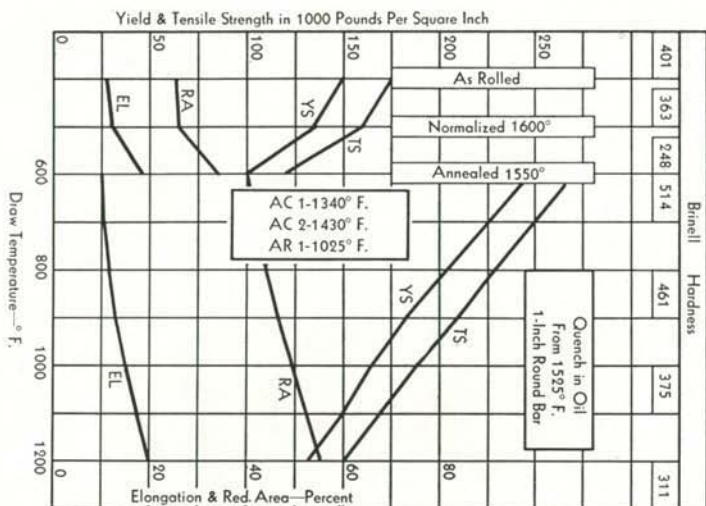 Yield & Tensile Strength in 1000 Pounds Per Square Inch
0
50
100
150
200
250
401
363
248
514
461
375
311
Brinell Hardness
As Rolled
Normalized 1600°
Annealed 1550°
EL
RA
YS
TS
AC 1-1340° F.
AC 2-1430° F.
AR 1-1025° F.
Quench in Oil
From 1525° F.
1-Inch Round Bar
YS
TS
RA
EL
600
800
1000
1200
Draw Temperature—° F.
0
20
40
60
80
Elongation & Red. Area—Percent